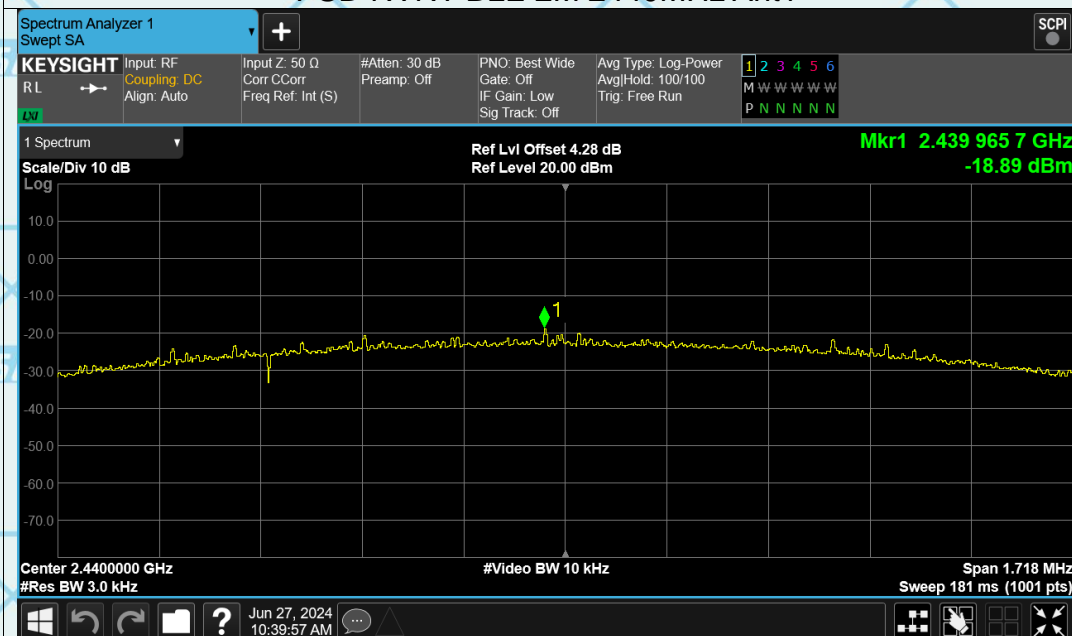 Spectrum Analyzer 1
Swept SA
+
SCPI
KEYSIGHT
RL
LXI
Input: RF
Coupling: DC
Align: Auto
Input Z: 50 Ω
Corr CCorr
Freq Ref: Int (S)
#Atten: 30 dB
Preamp: Off
PNO: Best Wide
Gate: Off
IF Gain: Low
Sig Track: Off
Avg Type: Log-Power
Avg|Hold: 100/100
Trig: Free Run
1 2 3 4 5 6
M W W W W W
P N N N N N
1 Spectrum
Scale/Div 10 dB
Log
Ref Lvl Offset 4.28 dB
Ref Level 20.00 dBm
Mkr1 2.439 965 7 GHz
-18.89 dBm
10.0
0.00
-10.0
1
-20.0
-30.0
-40.0
-50.0
-60.0
-70.0
Center 2.4400000 GHz
#Res BW 3.0 kHz
#Video BW 10 kHz
Span 1.718 MHz
Sweep 181 ms (1001 pts)
?
Jun 27, 2024
10:39:57 AM